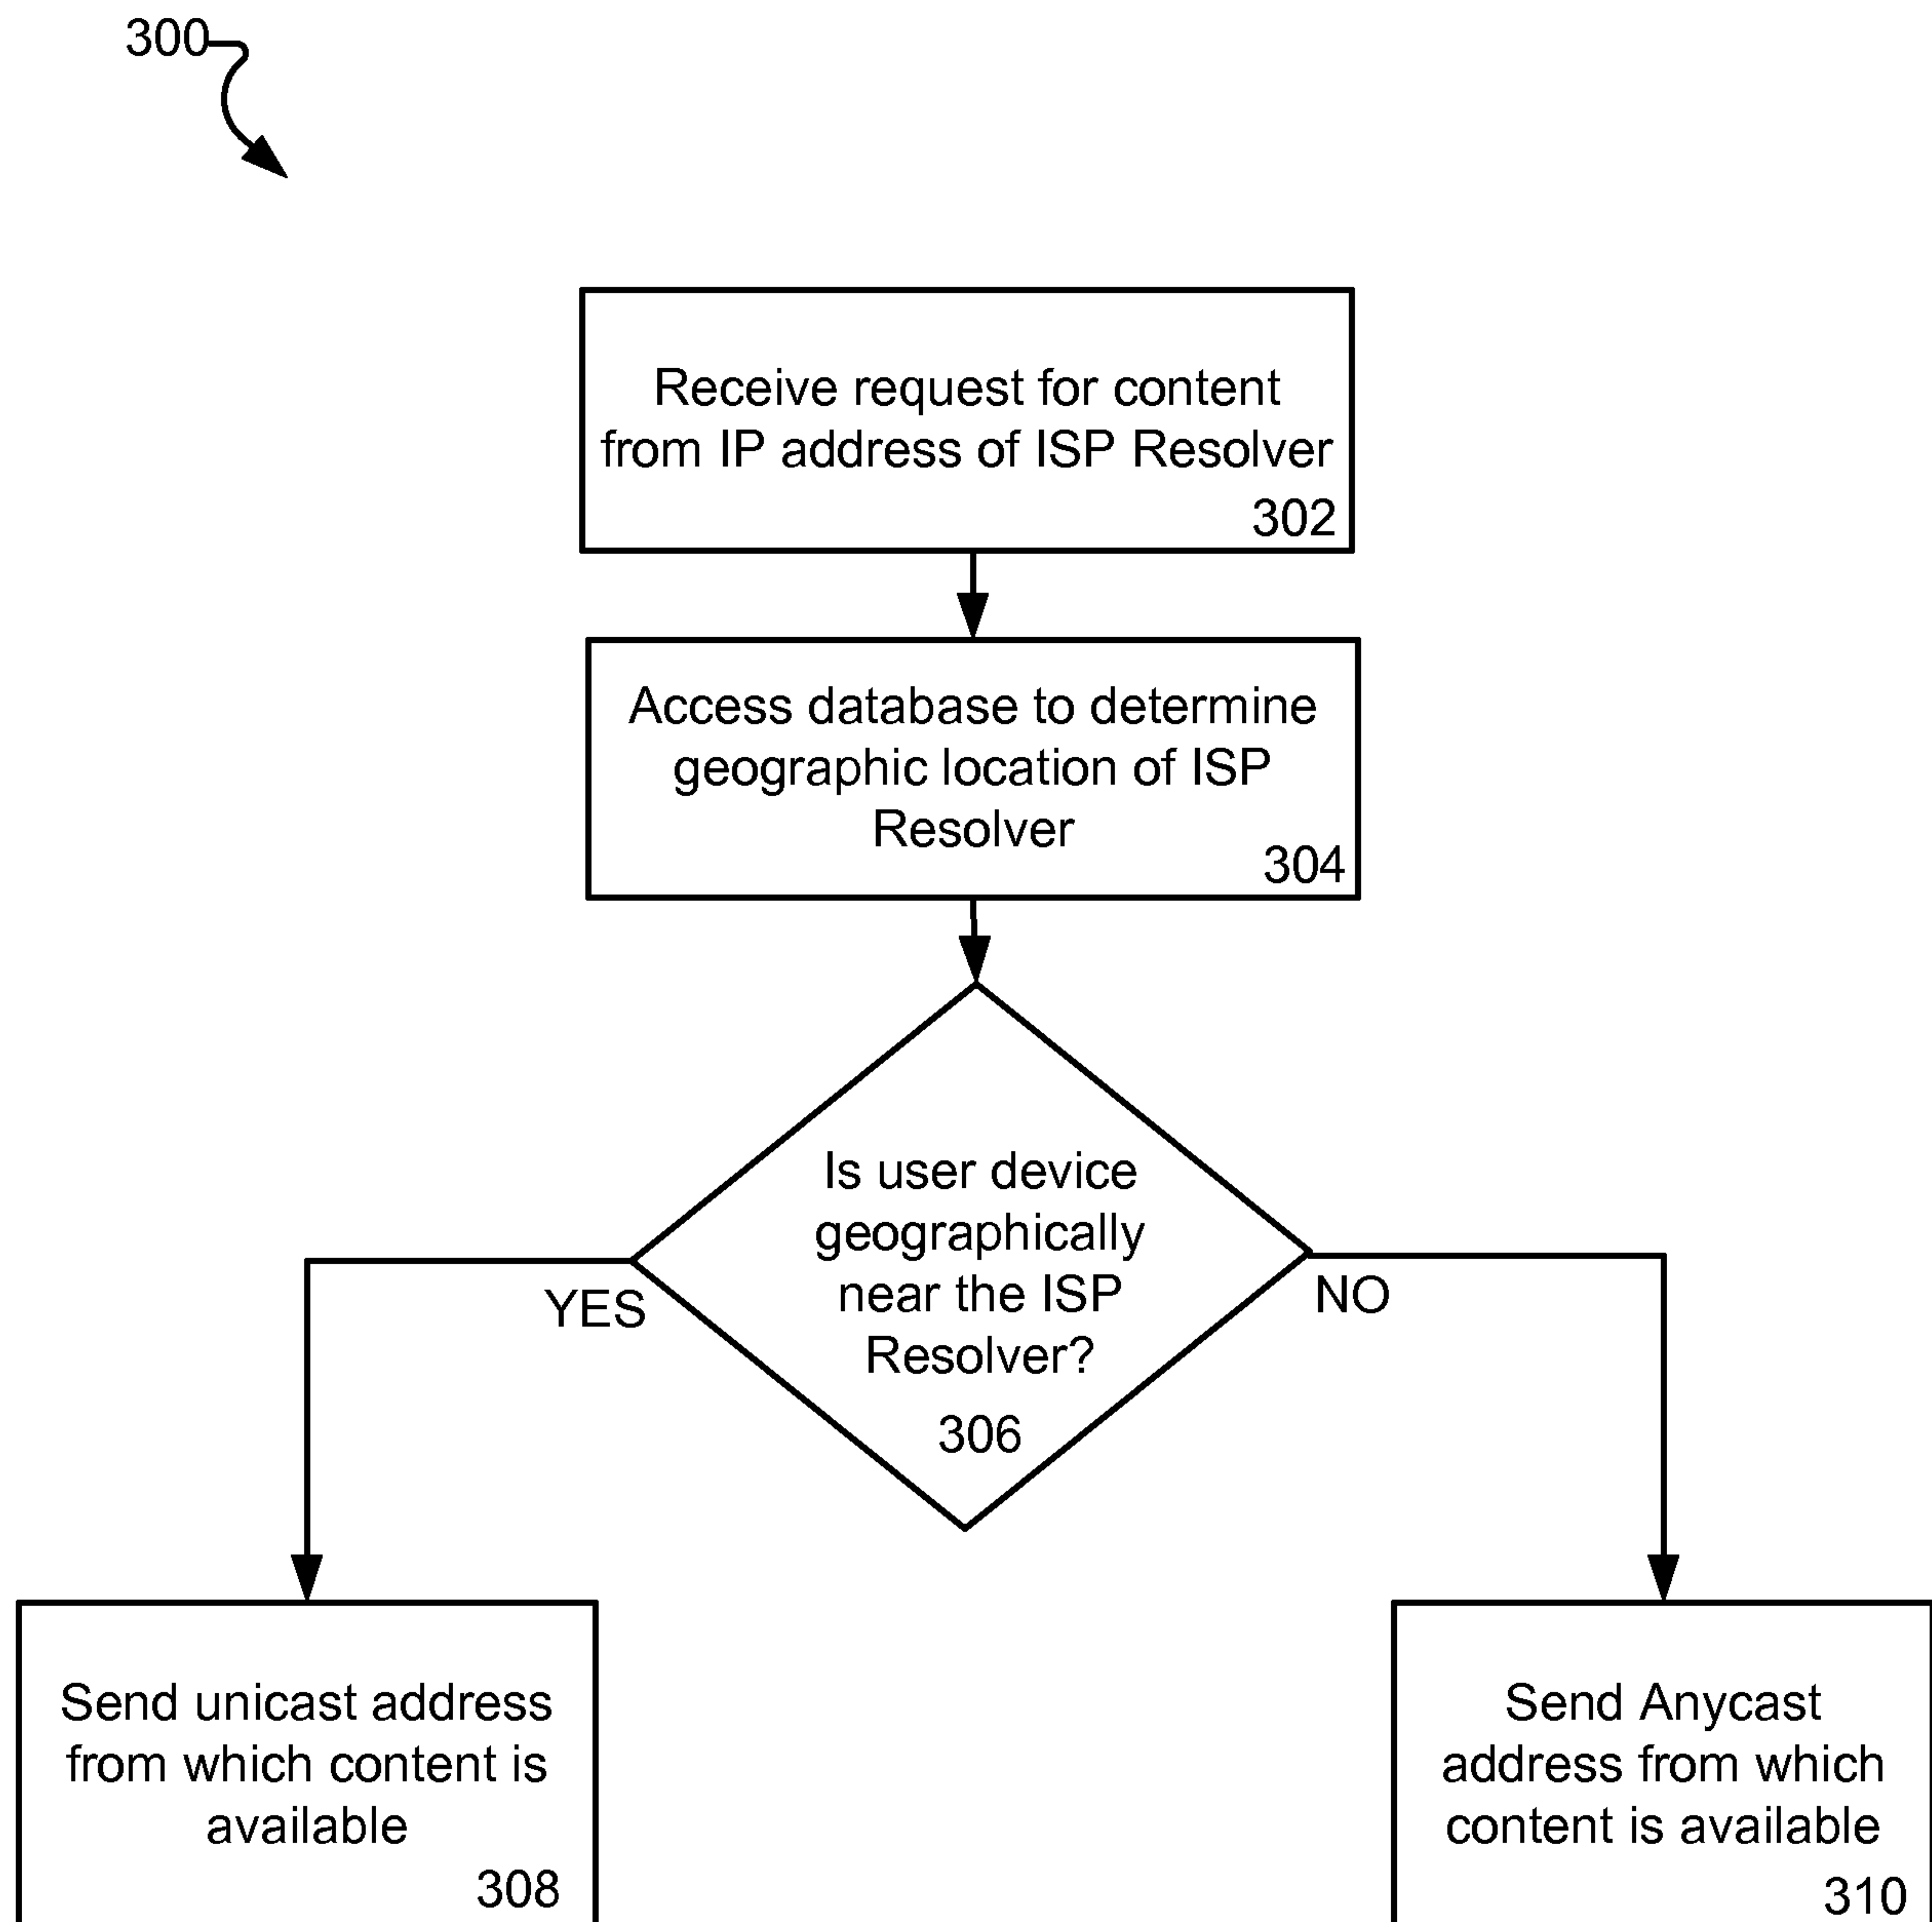 300
Receive request for content
from IP address of ISP Resolver
302
Access database to determine
geographic location of ISP
Resolver
304
Is user device
geographically
near the ISP
Resolver?
306
YES
NO
Send unicast address
from which content is
available
308
Send Anycast
address from which
content is available
310